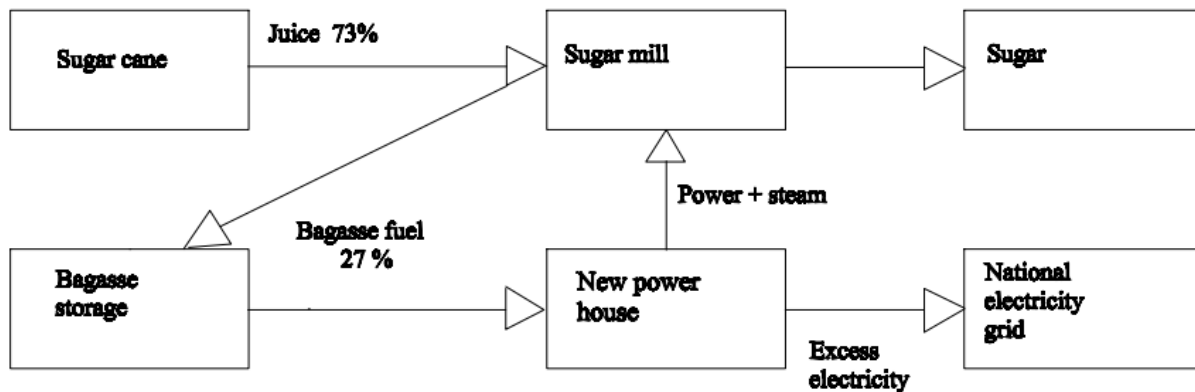 Juice 73%
Sugar cane
Sugar mill
Sugar
Power + steam
Bagasse fuel
27 %
Bagasse
storage
New power
house
National
electricity
grid
Excess
electricity